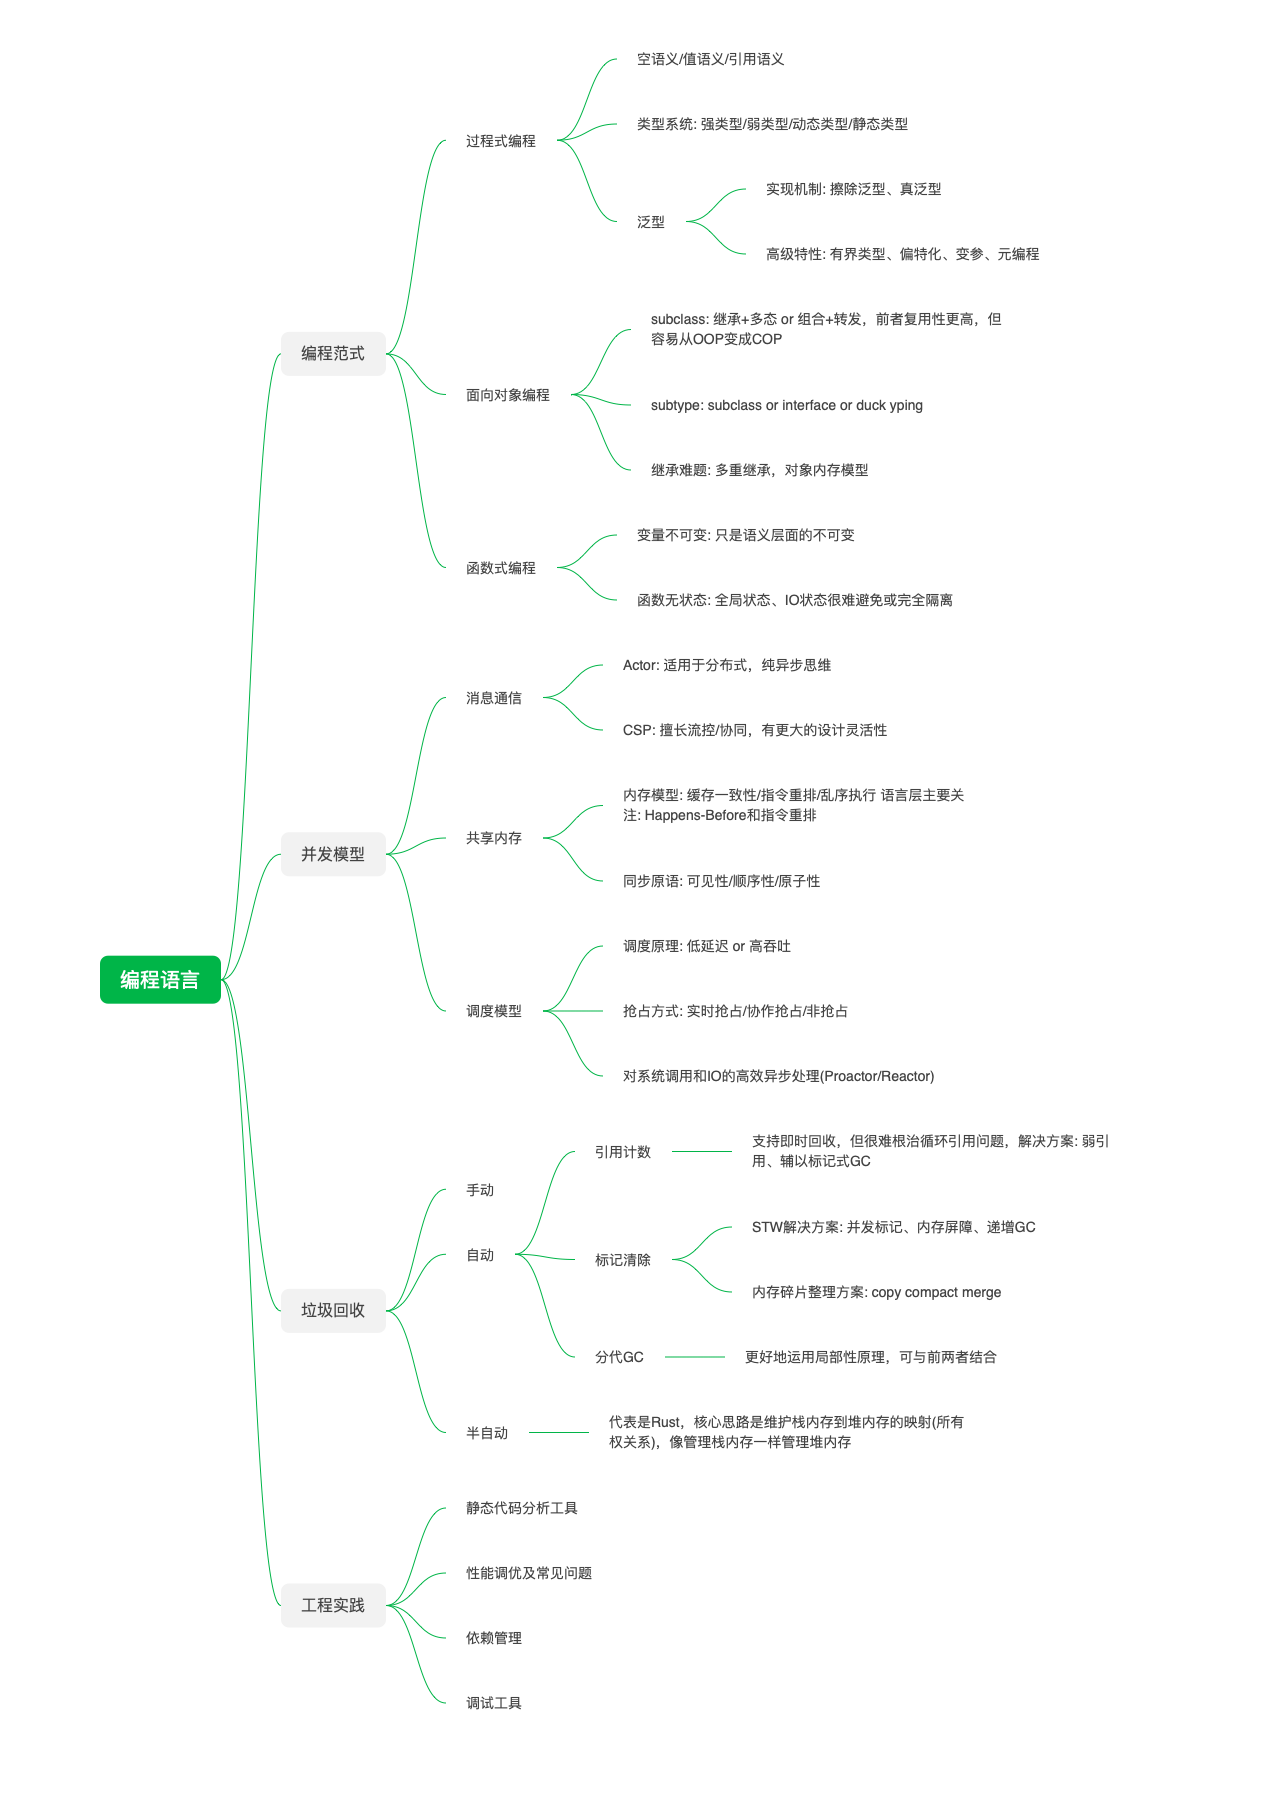 编程语言
编程范式
过程式编程
空语义/值语义/引用语义
类型系统: 强类型/弱类型/动态类型/静态类型
泛型
实现机制: 擦除泛型、真泛型
高级特性: 有界类型、偏特化、变参、元编程
面向对象编程
subclass: 继承+多态 or 组合+转发，前者复用性更高，但
容易从OOP变成COP
subtype: subclass or interface or duck yping
继承难题: 多重继承，对象内存模型
函数式编程
变量不可变: 只是语义层面的不可变
函数无状态: 全局状态、IO状态很难避免或完全隔离
并发模型
消息通信
Actor: 适用于分布式，纯异步思维
CSP: 擅长流控/协同，有更大的设计灵活性
共享内存
内存模型: 缓存一致性/指令重排/乱序执行 语言层主要关
注: Happens-Before和指令重排
同步原语: 可见性/顺序性/原子性
调度模型
调度原理: 低延迟 or 高吞吐
抢占方式: 实时抢占/协作抢占/非抢占
对系统调用和IO的高效异步处理(Proactor/Reactor)
垃圾回收
手动
自动
引用计数
支持即时回收，但很难根治循环引用问题，解决方案: 弱引
用、辅以标记式GC
标记清除
STW解决方案: 并发标记、内存屏障、递增GC
内存碎片整理方案: copy compact merge
分代GC
更好地运用局部性原理，可与前两者结合
半自动
代表是Rust，核心思路是维护栈内存到堆内存的映射(所有
权关系)，像管理栈内存一样管理堆内存
工程实践
静态代码分析工具
性能调优及常见问题
依赖管理
调试工具